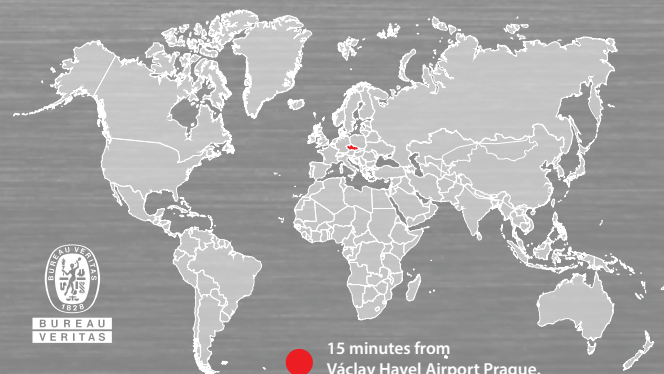 BUREAU VERITAS
1828
BUREAU
VERITAS
15 minutes from
Václav Havel Airport Prague.